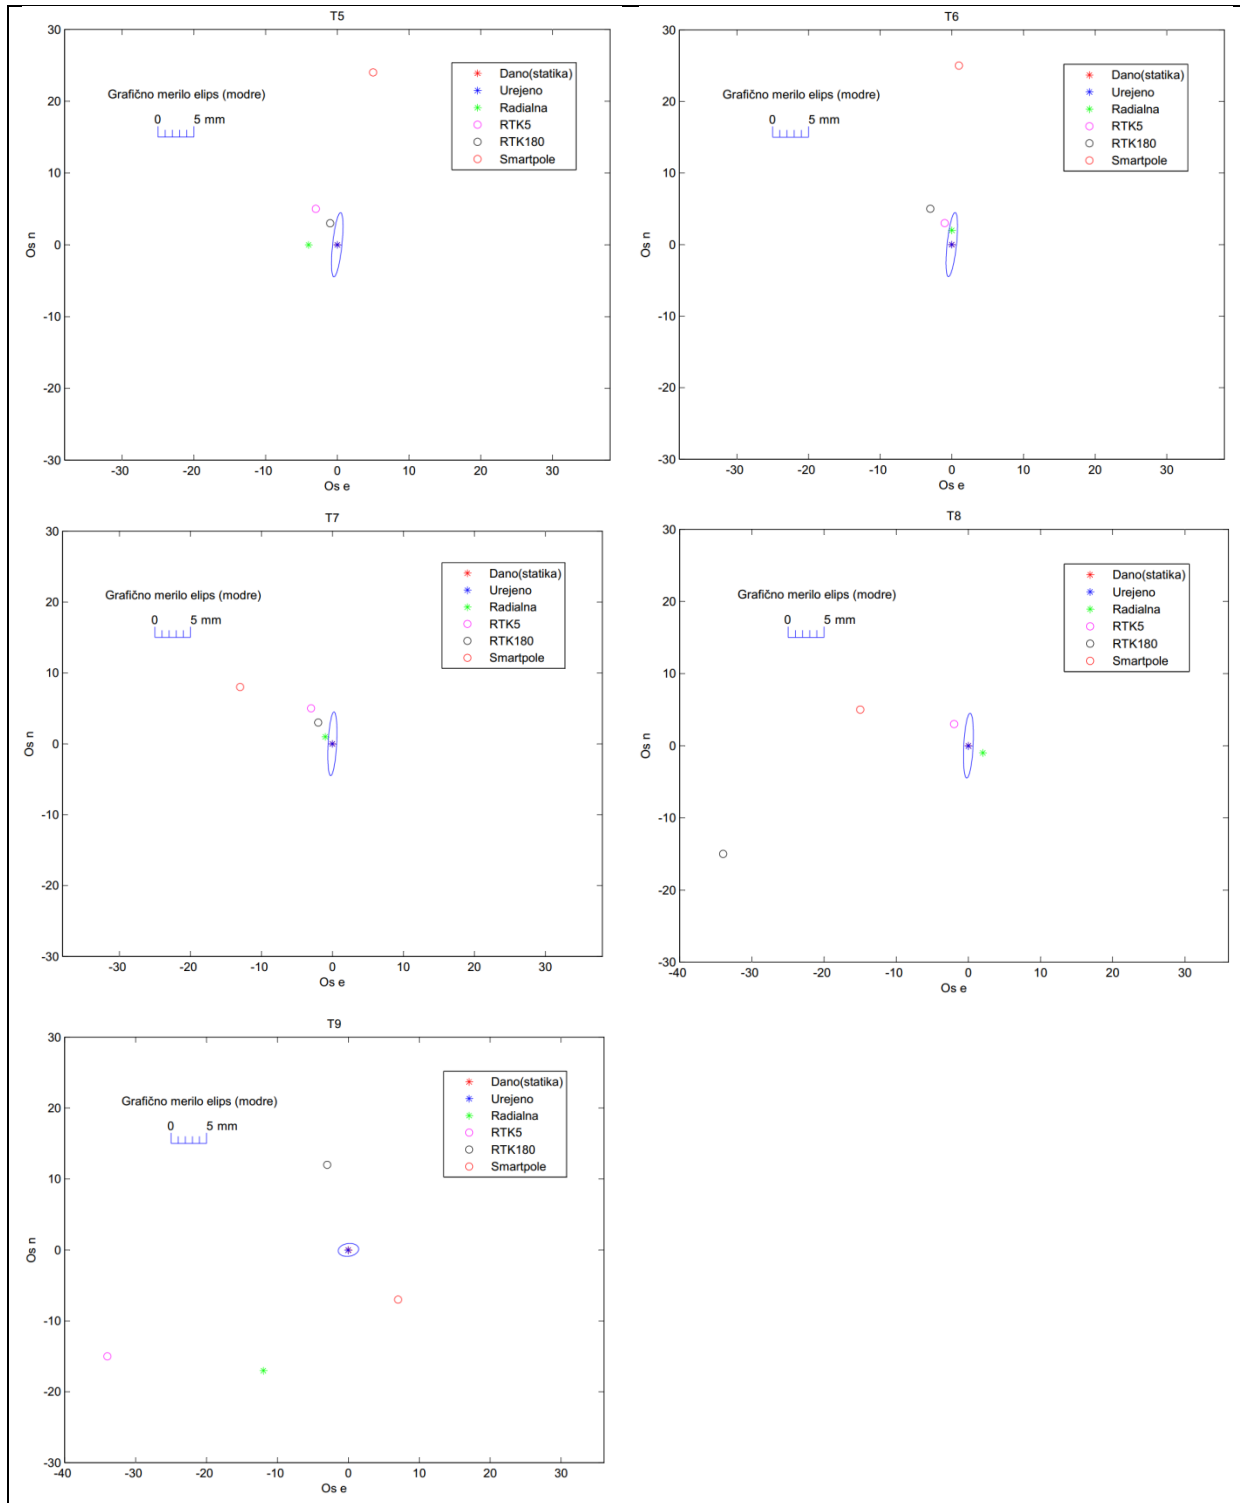 T5
30
20
10
0
-10
-20
-30
Os n
-30 -20 -10 0 10 20 30
Os e
Grafično merilo elips (modre)
0 5 mm
Dano(statika)
Urejeno
Radialna
RTK5
RTK180
Smartpole
T6
30
20
10
0
-10
-20
-30
Os n
-30 -20 -10 0 10 20 30
Os e
Grafično merilo elips (modre)
0 5 mm
Dano(statika)
Urejeno
Radialna
RTK5
RTK180
Smartpole
T7
30
20
10
0
-10
-20
-30
Os n
-30 -20 -10 0 10 20 30
Os e
Grafično merilo elips (modre)
0 5 mm
Dano(statika)
Urejeno
Radialna
RTK5
RTK180
Smartpole
T8
30
20
10
0
-10
-20
-30
Os n
-40 -30 -20 -10 0 10 20 30
Os e
Grafično merilo elips (modre)
0 5 mm
Dano(statika)
Urejeno
Radialna
RTK5
RTK180
Smartpole
T9
30
20
10
0
-10
-20
-30
Os n
-40 -30 -20 -10 0 10 20 30
Os e
Grafično merilo elips (modre)
0 5 mm
Dano(statika)
Urejeno
Radialna
RTK5
RTK180
Smartpole